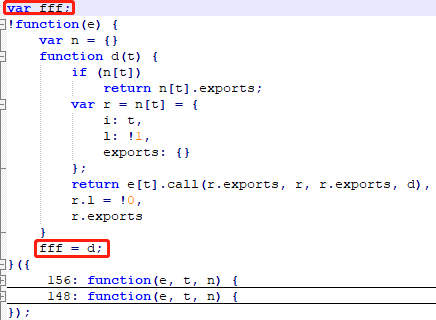 var fff;
!function(e) {
    var n = {}
    function d(t) {
        if (n[t])
            return n[t].exports;
        var r = n[t] = {
            i: t,
            l: !1,
            exports: {}
        };
        return e[t].call(r.exports, r, r.exports, d),
        r.l = !0,
        r.exports
    }
    fff = d;
}({
     156: function(e, t, n) {
     148: function(e, t, n) {
});